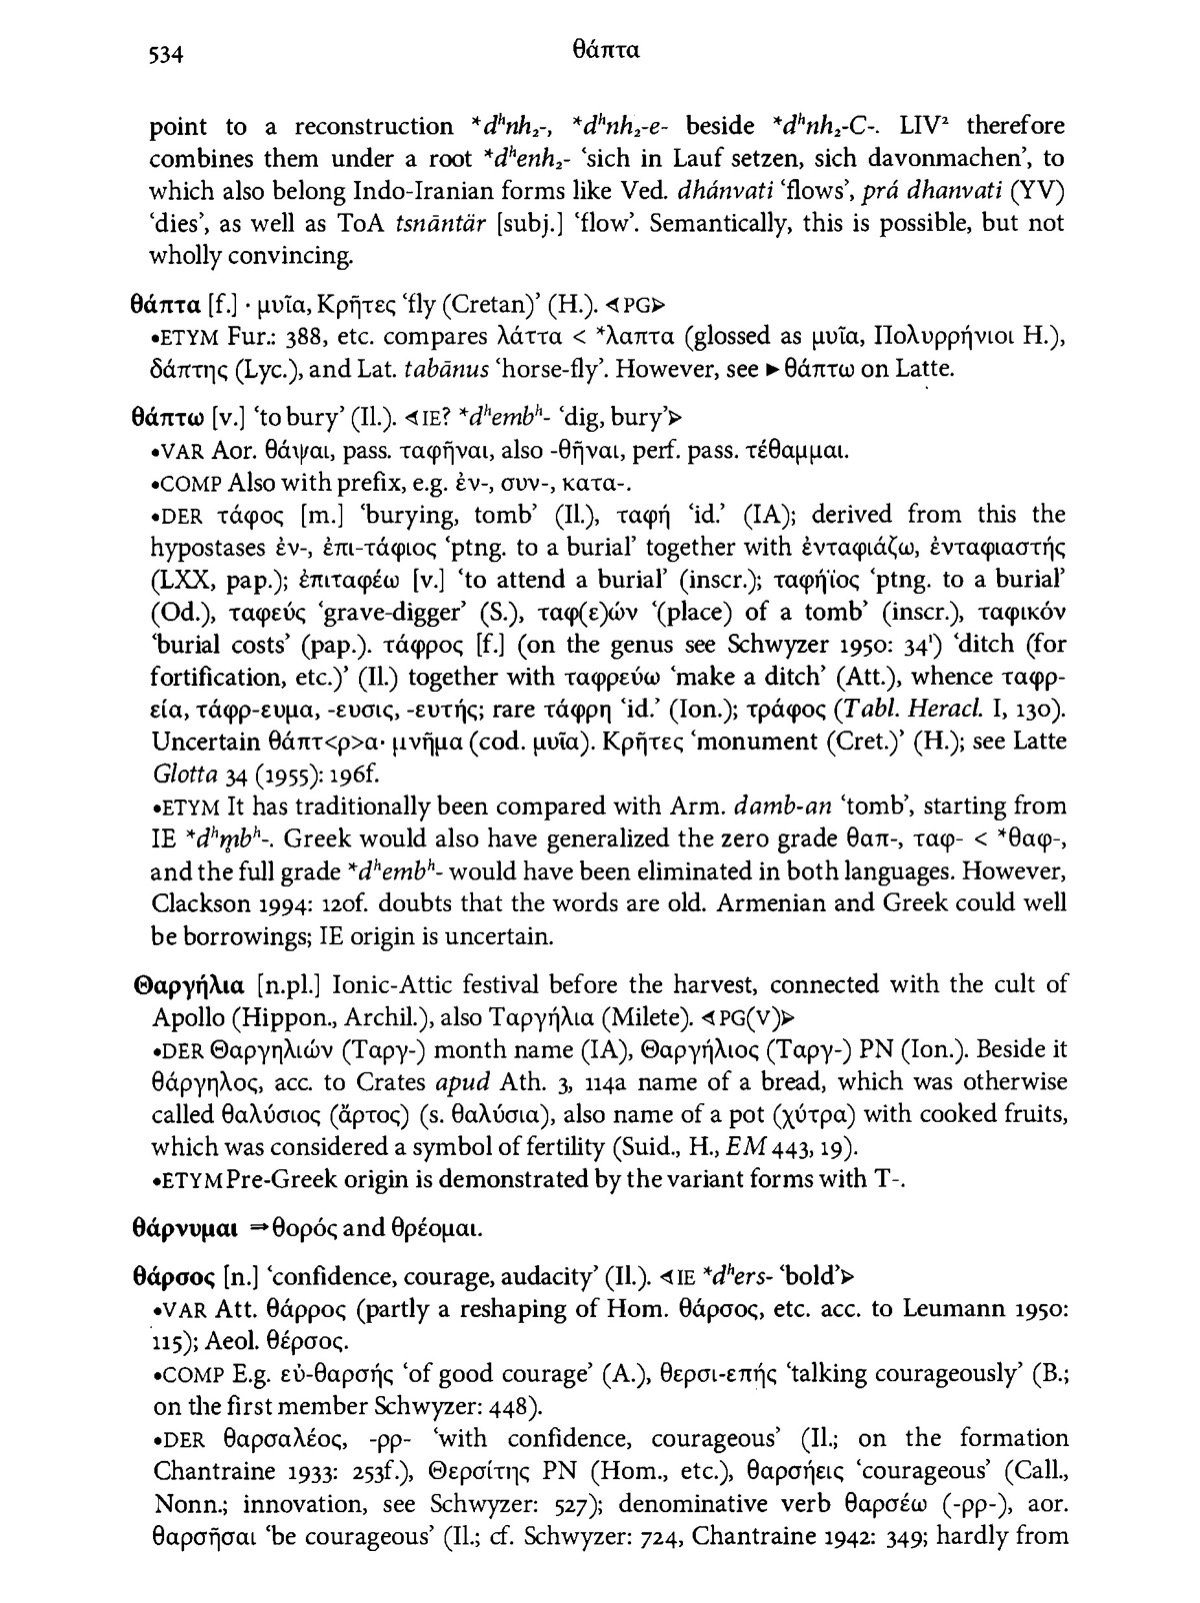 534
θάπτα
point to a reconstruction *dʰnh₂-, *dʰnh₂-e- beside *dʰnh₂-C-. LIV² therefore
combines them under a root *dʰenh₂- ‘sich in Lauf setzen, sich davonmachen’, to
which also belong Indo-Iranian forms like Ved. dhánvati ‘flows’, prá dhanvati (YV)
‘dies’, as well as ToA tsnāntär [subj.] ‘flow’. Semantically, this is possible, but not
wholly convincing.
θάπτα [f.] · μυῖα, Κρῆτες ‘fly (Cretan)’ (H.). ⊲PG⊳
•ETYM Fur.: 388, etc. compares λάττα < *λαπτα (glossed as μυῖα, Πολυρρήνιοι H.),
δάπτης (Lyc.), and Lat. tabānus ‘horse-fly’. However, see ►θάπτω on Latte.
θάπτω [v.] ‘to bury’ (Il.). ⊲IE? *dʰembʰ- ‘dig, bury’⊳
•VAR Aor. θάψαι, pass. ταφῆναι, also -θῆναι, perf. pass. τέθαμμαι.
•COMP Also with prefix, e.g. ἐν-, συν-, κατα-.
•DER τάφος [m.] ‘burying, tomb’ (Il.), ταφή ‘id.’ (IA); derived from this the
hypostases ἐν-, ἐπι-τάφιος ‘ptng. to a burial’ together with ἐνταφιάζω, ἐνταφιαστής
(LXX, pap.); ἐπιταφέω [v.] ‘to attend a burial’ (inscr.); ταφήϊος ‘ptng. to a burial’
(Od.), ταφεύς ‘grave-digger’ (S.), ταφ(ε)ών ‘(place) of a tomb’ (inscr.), ταφικόν
‘burial costs’ (pap.). τάφρος [f.] (on the genus see Schwyzer 1950: 34¹) ‘ditch (for
fortification, etc.)’ (Il.) together with ταφρεύω ‘make a ditch’ (Att.), whence ταφρ-
εία, τάφρ-ευμα, -ευσις, -ευτής; rare τάφρη ‘id.’ (Ion.); τράφος (Tabl. Heracl. I, 130).
Uncertain θάπτ<ρ>α· μνῆμα (cod. μυῖα). Κρῆτες ‘monument (Cret.)’ (H.); see Latte
Glotta 34 (1955): 196f.
•ETYM It has traditionally been compared with Arm. damb-an ‘tomb’, starting from
IE *dʰm̥bʰ-. Greek would also have generalized the zero grade θαπ-, ταφ- < *θαφ-,
and the full grade *dʰembʰ- would have been eliminated in both languages. However,
Clackson 1994: 120f. doubts that the words are old. Armenian and Greek could well
be borrowings; IE origin is uncertain.
Θαργήλια [n.pl.] Ionic-Attic festival before the harvest, connected with the cult of
Apollo (Hippon., Archil.), also Ταργήλια (Milete). ⊲PG(V)⊳
•DER Θαργηλιών (Ταργ-) month name (IA), Θαργήλιος (Ταργ-) PN (Ion.). Beside it
θάργηλος, acc. to Crates apud Ath. 3, 114a name of a bread, which was otherwise
called θαλύσιος (ἄρτος) (s. θαλύσια), also name of a pot (χύτρα) with cooked fruits,
which was considered a symbol of fertility (Suid., H., EM 443, 19).
•ETYM Pre-Greek origin is demonstrated by the variant forms with T-.
θάρνυμαι ⇒θορός and θρέομαι.
θάρσος [n.] ‘confidence, courage, audacity’ (Il.). ⊲IE *dʰers- ‘bold’⊳
•VAR Att. θάρρος (partly a reshaping of Hom. θάρσος, etc. acc. to Leumann 1950:
115); Aeol. θέρσος.
•COMP E.g. εὐ-θαρσής ‘of good courage’ (A.), θερσι-επής ‘talking courageously’ (B.;
on the first member Schwyzer: 448).
•DER θαρσαλέος, -ρρ- ‘with confidence, courageous’ (Il.; on the formation
Chantraine 1933: 253f.), Θερσίτης PN (Hom., etc.), θαρσήεις ‘courageous’ (Call.,
Nonn.; innovation, see Schwyzer: 527); denominative verb θαρσέω (-ρρ-), aor.
θαρσῆσαι ‘be courageous’ (Il.; cf. Schwyzer: 724, Chantraine 1942: 349; hardly from